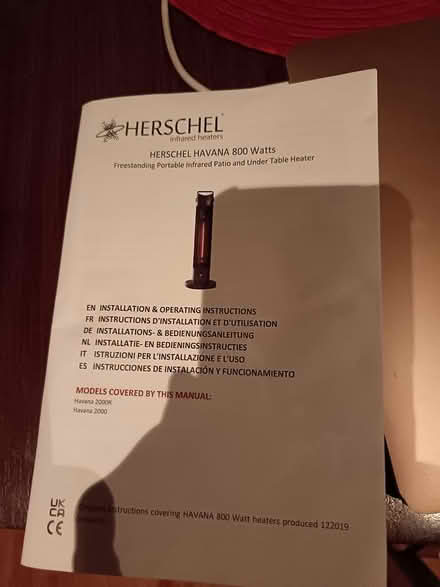 HERSCHEL
infrared heaters
HERSCHEL HAVANA 800 Watts
Freestanding Portable Infrared Patio and Under Table Heater
EN INSTALLATION & OPERATING INSTRUCTIONS
FR INSTRUCTIONS D'INSTALLATION ET D'UTILISATION
DE INSTALLATIONS- & BEDIENUNGSANLEITUNG
NL INSTALLATIE- EN BEDIENINGSINSTRUCTIES
IT ISTRUZIONI PER L'INSTALLAZIONE E L'USO
ES INSTRUCCIONES DE INSTALACIÓN Y FUNCIONAMIENTO
MODELS COVERED BY THIS MANUAL:
Havana 2000R
Havana 2000
UK
CA
CE
instructions covering HAVANA 800 Watt heaters produced 122019